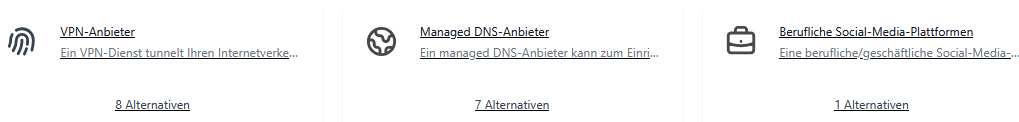 VPN-Anbieter
Ein VPN-Dienst tunnelt Ihren Internetverke...
8 Alternativen
Managed DNS-Anbieter
Ein managed DNS-Anbieter kann zum Einri...
7 Alternativen
Berufliche Social-Media-Plattformen
Eine berufliche/geschäftliche Social-Media-...
1 Alternativen